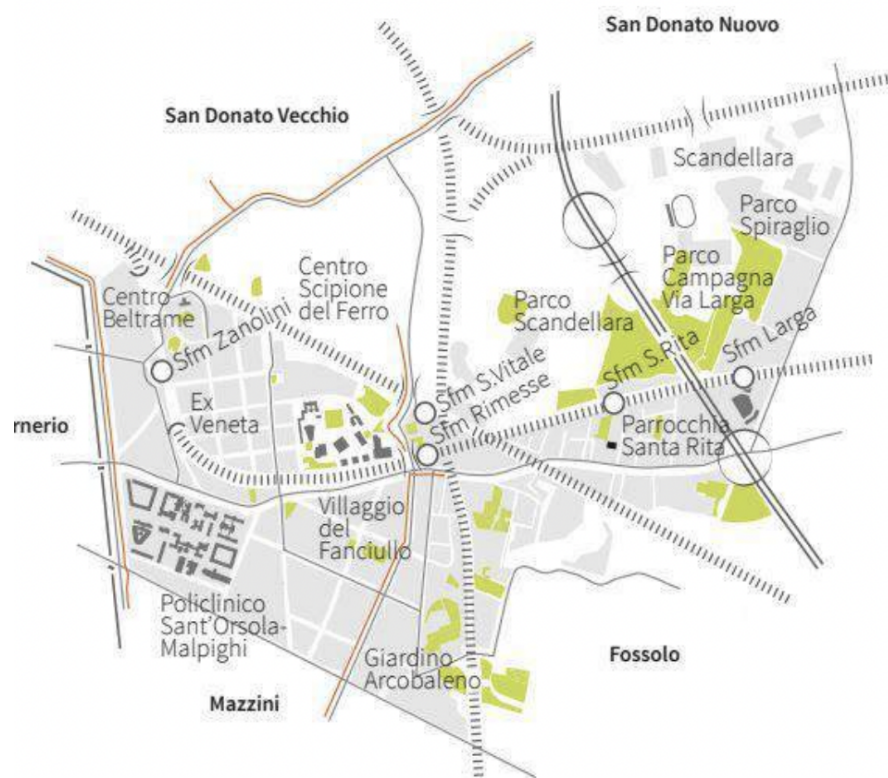 San Donato Nuovo
San Donato Vecchio
Scandellara
Parco
Spiraglio
Parco
Campagna
Via Larga
Centro
Scipione
del Ferro
Centro
Beltrame
Parco
Scandellara
Sfm Zanolini
Sfm S.Vitale
Sfm Rimesse
Sfm S.Rita
Sfm Larga
Ex
Veneta
rnerio
Parrocchia
Santa Rita
Villaggio
del
Fanciullo
Policlinico
Sant'Orsola-
Malpighi
Giardino
Arcobaleno
Fossolo
Mazzini